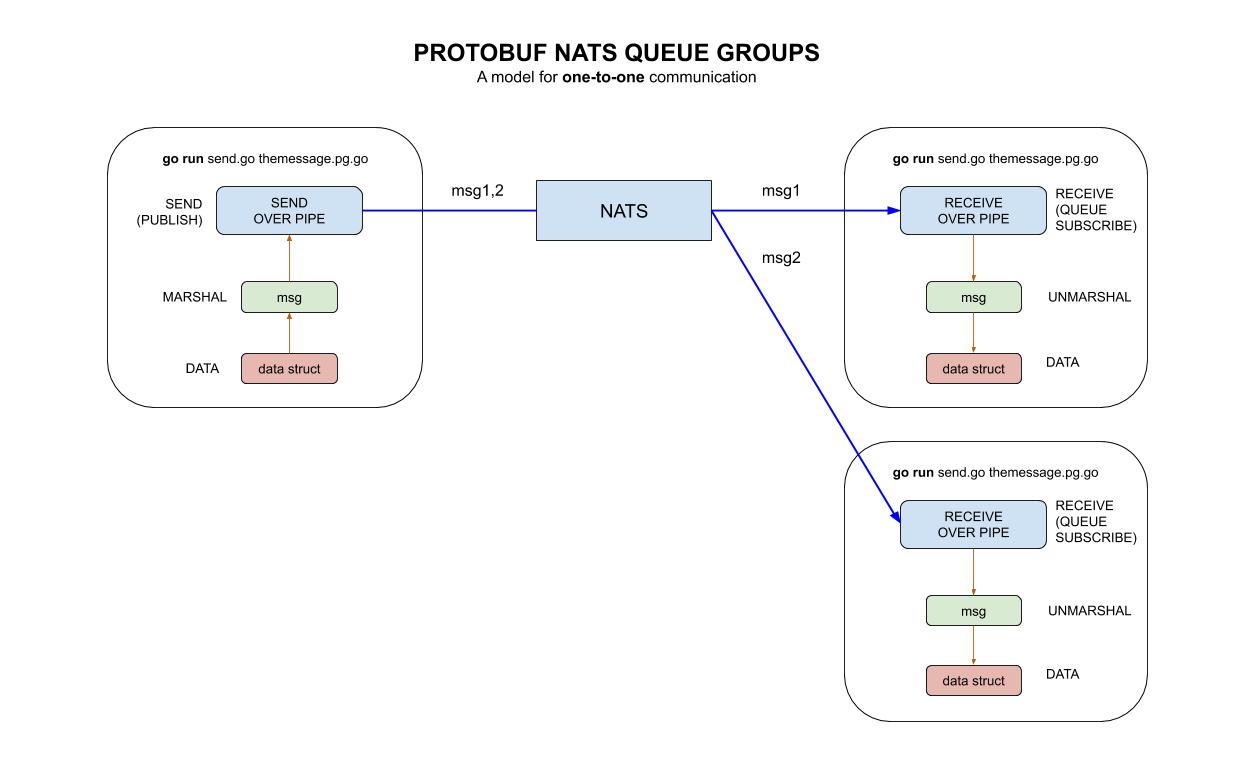 PROTOBUF NATS QUEUE GROUPS
A model for one-to-one communication
go run send.go themessage.pg.go
SEND
(PUBLISH)
SEND
OVER PIPE
MARSHAL
msg
DATA
data struct
msg1,2
NATS
msg1
msg2
go run send.go themessage.pg.go
RECEIVE
OVER PIPE
RECEIVE
(QUEUE
SUBSCRIBE)
msg
UNMARSHAL
data struct
DATA
go run send.go themessage.pg.go
RECEIVE
OVER PIPE
RECEIVE
(QUEUE
SUBSCRIBE)
msg
UNMARSHAL
data struct
DATA